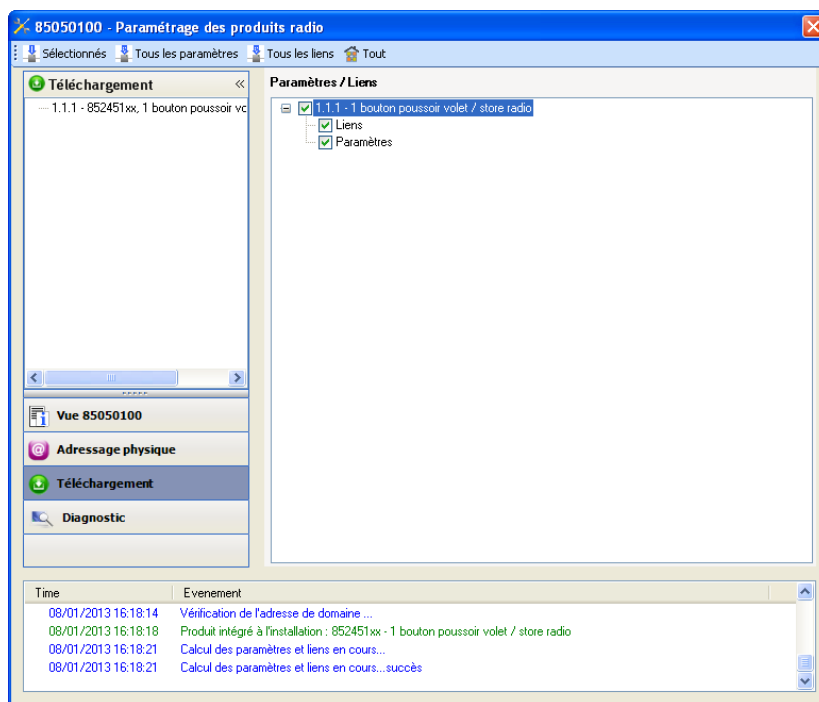 85050100 - Paramétrage des produits radio
Sélectionnés Tous les paramètres Tous les liens Tout
Téléchargement «
1.1.1 - 852451xx, 1 bouton poussoir vc
Vue 85050100
Adressage physique
Téléchargement
Diagnostic
Paramètres / Liens
1.1.1 - 1 bouton poussoir volet / store radio
Liens
Paramètres
Time Evenement
08/01/2013 16:18:14 Vérification de l'adresse de domaine ...
08/01/2013 16:18:18 Produit intégré à l'installation : 852451xx - 1 bouton poussoir volet / store radio
08/01/2013 16:18:21 Calcul des paramètres et liens en cours...
08/01/2013 16:18:21 Calcul des paramètres et liens en cours...succès